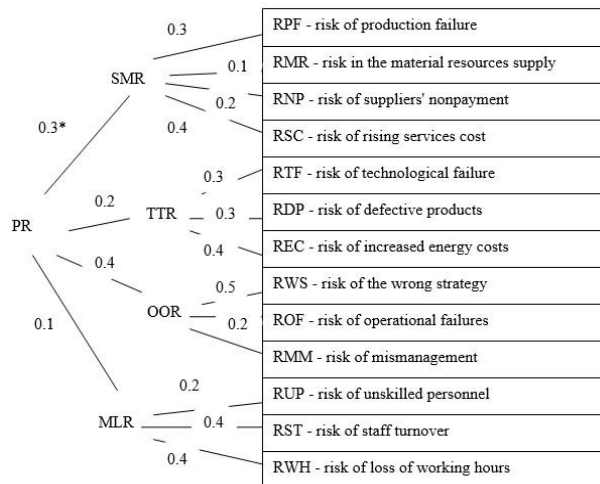 0.3
RPF - risk of production failure
0.1
RMR - risk in the material resources supply
SMR
0.2
RNP - risk of suppliers' nonpayment
0.3*
0.4
RSC - risk of rising services cost
0.3
RTF - risk of technological failure
0.2
TTR
0.3
RDP - risk of defective products
PR
0.4
REC - risk of increased energy costs
0.4
0.5
RWS - risk of the wrong strategy
OOR
0.2
ROF - risk of operational failures
0.1
RMM - risk of mismanagement
0.2
RUP - risk of unskilled personnel
MLR
0.4
RST - risk of staff turnover
0.4
RWH - risk of loss of working hours